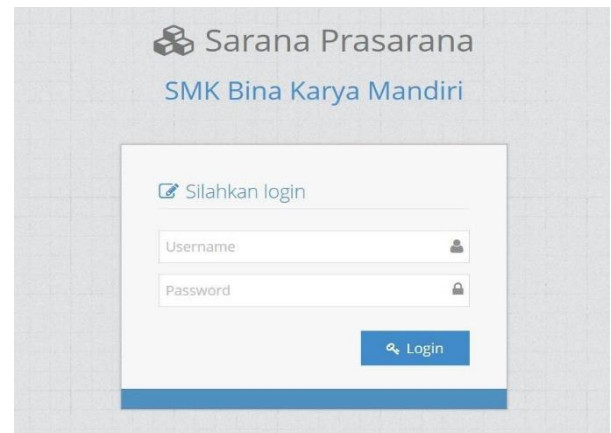 Sarana Prasarana
SMK Bina Karya Mandiri
Silahkan login
Username
Password
Login